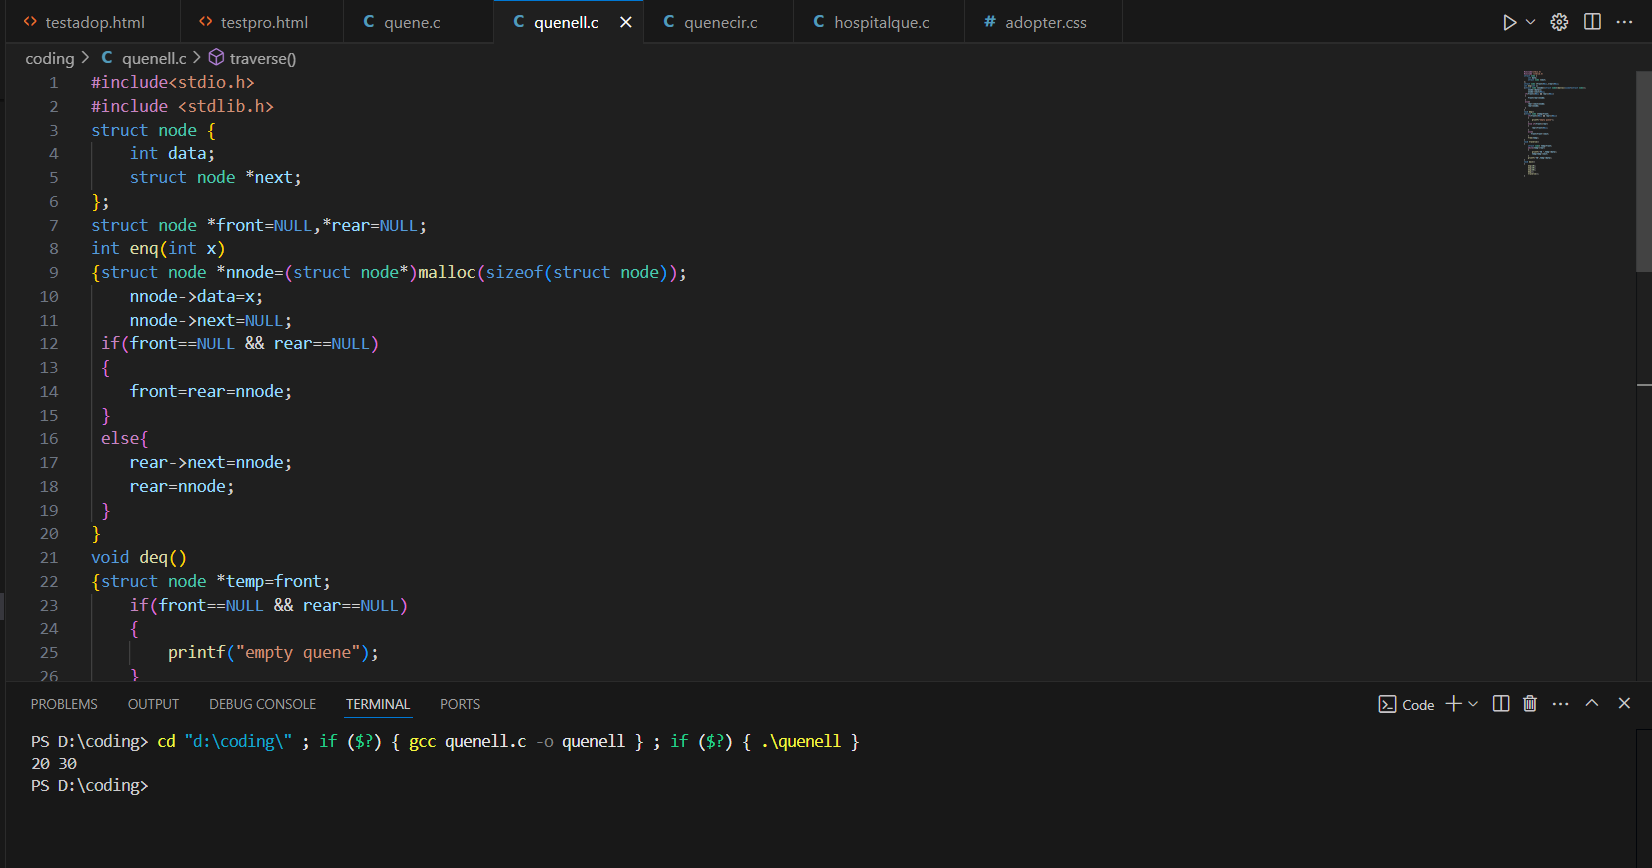 testadop.html testpro.html C quene.c C quenell.c C quenecir.c C hospitalque.c # adopter.css
coding > C quenell.c > traverse()
1 #include<stdio.h>
2 #include <stdlib.h>
3 struct node {
4 int data;
5 struct node *next;
6 };
7 struct node *front=NULL,*rear=NULL;
8 int enq(int x)
9 {struct node *nnode=(struct node*)malloc(sizeof(struct node));
10 nnode->data=x;
11 nnode->next=NULL;
12 if(front==NULL && rear==NULL)
13 {
14 front=rear=nnode;
15 }
16 else{
17 rear->next=nnode;
18 rear=nnode;
19 }
20 }
21 void deq()
22 {struct node *temp=front;
23 if(front==NULL && rear==NULL)
24 {
25 printf("empty quene");
26 }
PROBLEMS OUTPUT DEBUG CONSOLE TERMINAL PORTS Code
PS D:\coding> cd "d:\coding\" ; if ($?) { gcc quenell.c -o quenell } ; if ($?) { .\quenell }
20 30
PS D:\coding>